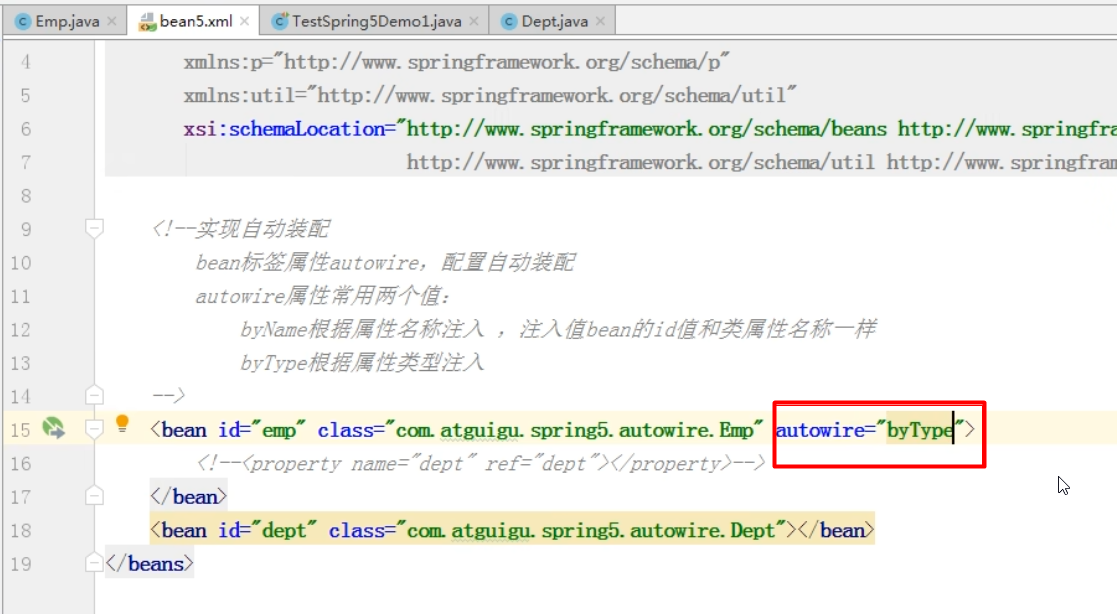 Emp.java × bean5.xml × TestSpring5Demo1.java × Dept.java ×
4 xmlns:p="http://www.springframework.org/schema/p"
5 xmlns:util="http://www.springframework.org/schema/util"
6 xsi:schemaLocation="http://www.springframework.org/schema/beans http://www.springfra
7 http://www.springframework.org/schema/util http://www.springfram
8
9 <!--实现自动装配
10 bean标签属性autowire，配置自动装配
11 autowire属性常用两个值：
12 byName根据属性名称注入 ，注入值bean的id值和类属性名称一样
13 byType根据属性类型注入
14 -->
15 <bean id="emp" class="com.atguigu.spring5.autowire.Emp" autowire="byType">
16 <!--<property name="dept" ref="dept"></property>-->
17 </bean>
18 <bean id="dept" class="com.atguigu.spring5.autowire.Dept"></bean>
19 </beans>